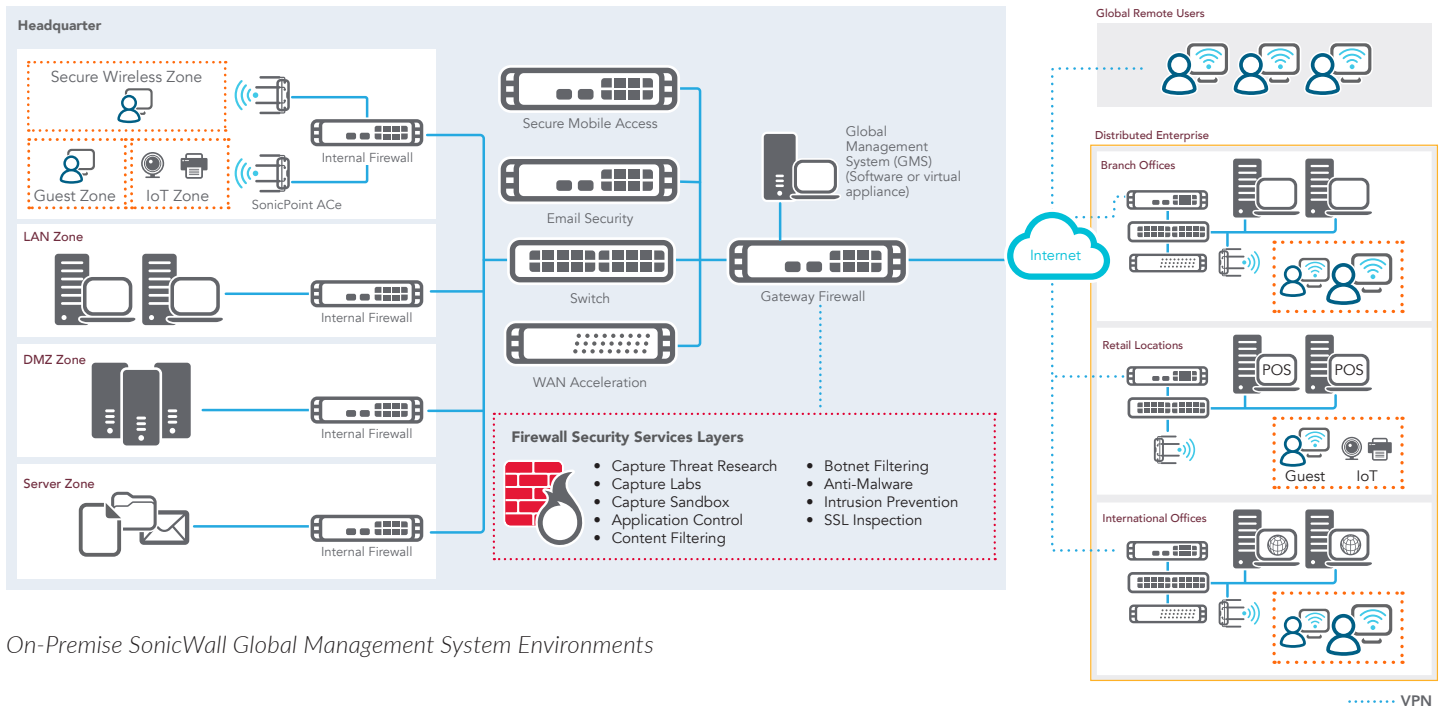 Headquarter
Secure Wireless Zone
Guest Zone
IoT Zone
SonicPoint ACe
Internal Firewall
LAN Zone
Internal Firewall
DMZ Zone
Internal Firewall
Server Zone
Internal Firewall
Secure Mobile Access
Email Security
Switch
WAN Acceleration
Global
Management
System (GMS)
(Software or virtual
appliance)
Gateway Firewall
Firewall Security Services Layers
• Capture Threat Research
• Capture Labs
• Capture Sandbox
• Application Control
• Content Filtering
• Botnet Filtering
• Anti-Malware
• Intrusion Prevention
• SSL Inspection
Internet
Global Remote Users
Distributed Enterprise
Branch Offices
Retail Locations
POS
POS
Guest
IoT
International Offices
On-Premise SonicWall Global Management System Environments
VPN